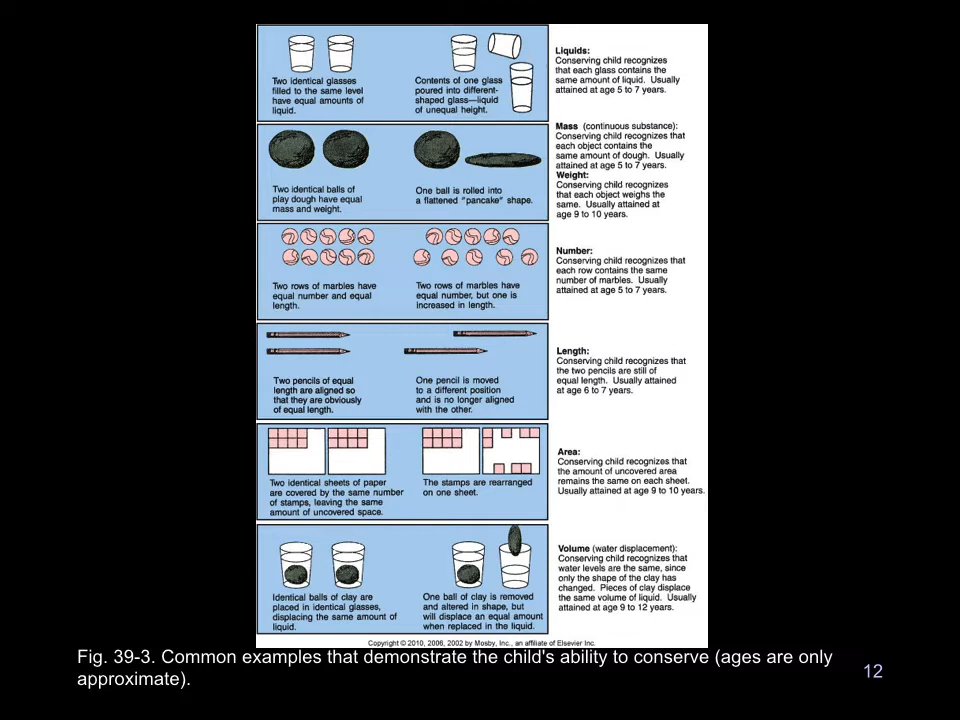 Two identical glasses
filled to the same level
have equal amounts of
liquid.
Contents of one glass
poured into different-
shaped glass—liquid
of unequal height.
Liquids:
Conserving child recognizes
that each glass contains the
same amount of liquid. Usually
attained at age 5 to 7 years.
Two identical balls of
play dough have equal
mass and weight.
One ball is rolled into
a flattened "pancake" shape.
Mass (continuous substance):
Conserving child recognizes that
each object contains the
same amount of dough. Usually
attained at age 5 to 7 years.
Weight:
Conserving child recognizes
that each object weighs the
same. Usually attained at
age 9 to 10 years.
Two rows of marbles have
equal number and equal
length.
Two rows of marbles have
equal number, but one is
increased in length.
Number:
Conserving child recognizes that
each row contains the same
number of marbles. Usually
attained at age 5 to 7 years.
Two pencils of equal
length are aligned so
that they are obviously
of equal length.
One pencil is moved
to a different position
and is no longer aligned
with the other.
Length:
Conserving child recognizes that
the two pencils are still of
equal length. Usually attained
at age 6 to 7 years.
Two identical sheets of paper
are covered by the same number
of stamps, leaving the same
amount of uncovered space.
The stamps are rearranged
on one sheet.
Area:
Conserving child recognizes that
the amount of uncovered area
remains the same on each sheet.
Usually attained at age 9 to 10 years.
Identical balls of clay are
placed in identical glasses,
displacing the same amount of
liquid.
One ball of clay is removed
and altered in shape, but
will displace an equal amount
when replaced in the liquid.
Volume (water displacement):
Conserving child recognizes that
water levels are the same, since
only the shape of the clay has
changed. Pieces of clay displace
the same volume of liquid. Usually
attained at age 9 to 12 years.
Copyright © 2010, 2006, 2002 by Mosby, Inc., an affiliate of Elsevier Inc.
Fig. 39-3. Common examples that demonstrate the child's ability to conserve (ages are only
approximate).
12